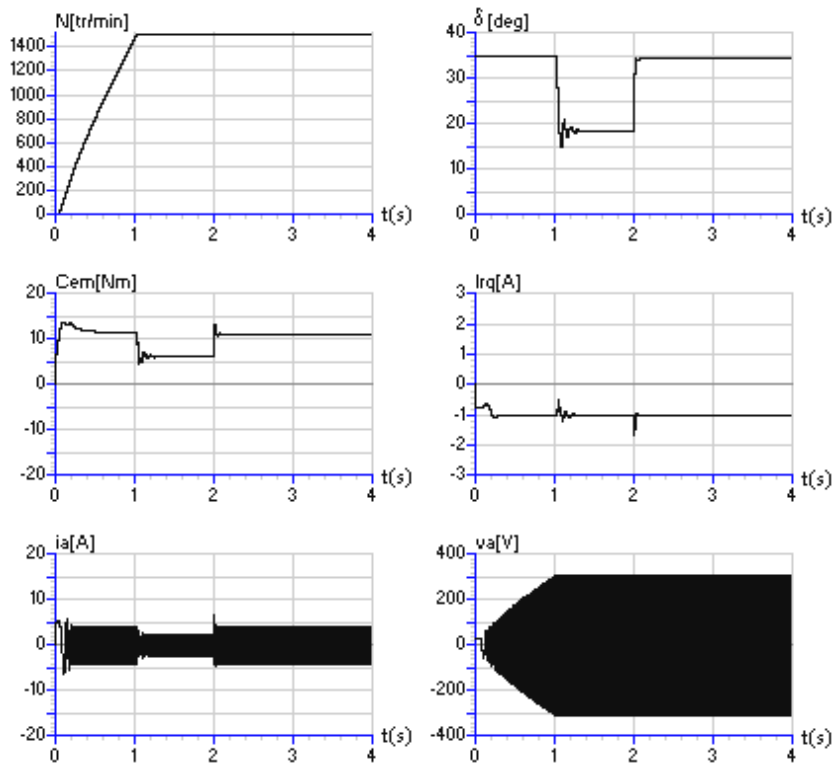 N[tr/min]
1400
1200
1000
800
600
400
200
0
0 1 2 3 4 t(s)
δ [deg]
40
30
20
10
0
0 1 2 3 4 t(s)
Cem[Nm]
20
10
0
-10
-20
0 1 2 3 4 t(s)
Irq[A]
3
2
1
0
-1
-2
-3
0 1 2 3 4 t(s)
ia[A]
20
10
0
-10
-20
0 1 2 3 4 t(s)
va[V]
400
200
0
-200
-400
0 1 2 3 4 t(s)